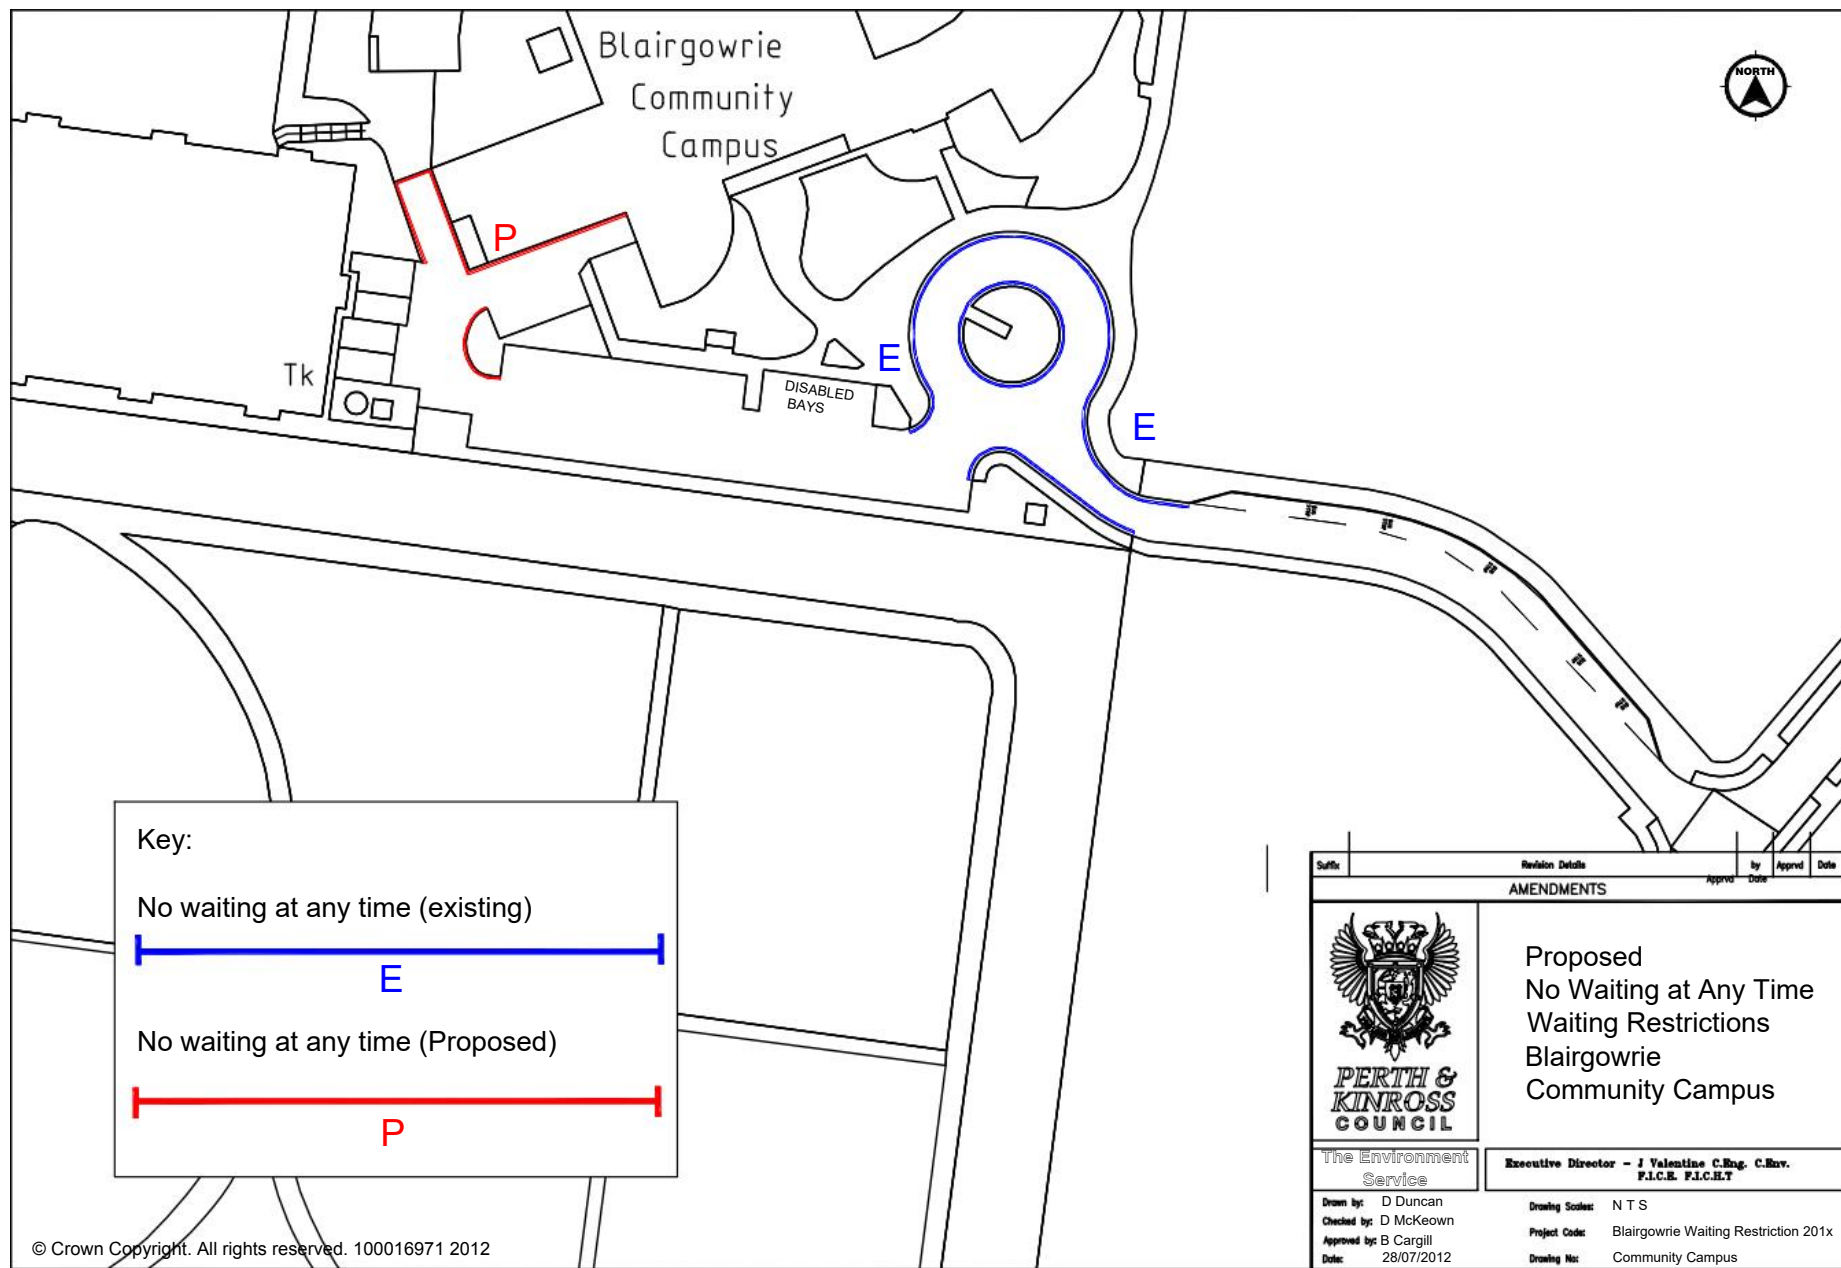 Blairgowrie
Community
Campus
NORTH
P
E
E
Tk
DISABLED
BAYS
Key:
No waiting at any time (existing)
E
No waiting at any time (Proposed)
P
© Crown Copyright. All rights reserved. 100016971 2012
Suffix Revision Details by Apprvd Date
Apprvd Date
AMENDMENTS
PERTH &
KINROSS
COUNCIL
Proposed
No Waiting at Any Time
Waiting Restrictions
Blairgowrie
Community Campus
The Environment
Service
Executive Director - J Valentine C.Eng. C.Env.
F.I.C.E. F.I.C.H.T
Drawn by: D Duncan
Checked by: D McKeown
Approved by: B Cargill
Date: 28/07/2012
Drawing Scales: N T S
Project Code: Blairgowrie Waiting Restriction 201x
Drawing No: Community Campus